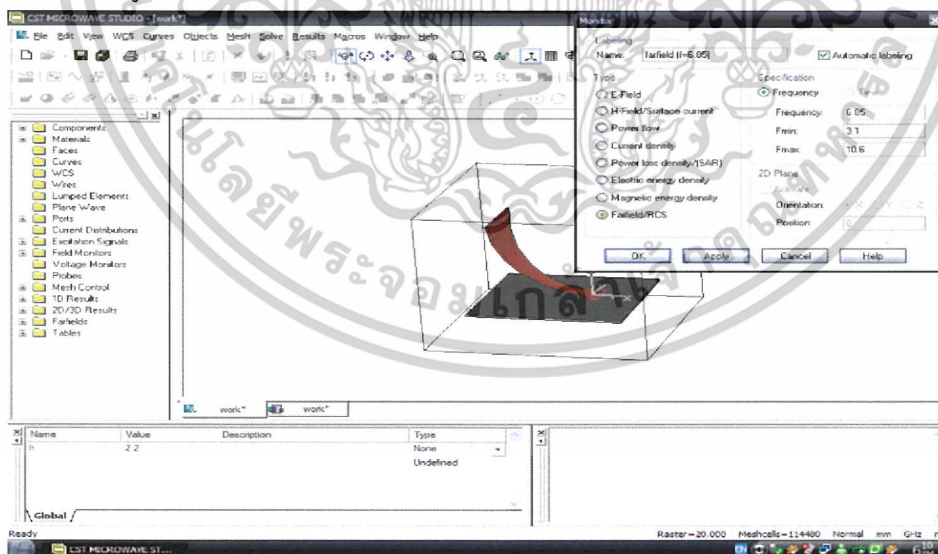 CST MICROWAVE STUDIO - [work*]
File Edit View WCS Curves Objects Mesh Solve Results Macros Window Help
Monitor
Labeling
Name: farfield (f=6.85) Automatic labeling
Type
E-Field
H-Field/Surface current
Power flow
Current density
Power loss density/(SAR)
Electric energy density
Magnetic energy density
Farfield/RCS
Specification
Frequency
Frequency: 6.85
Fmin: 3.1
Fmax: 10.6
2D Plane
Activate
Orientation: X Y Z
Position: 0
OK Apply Cancel Help
Components
Materials
Faces
Curves
WCS
Wires
Lumped Elements
Plane Wave
Ports
Current Distributions
Excitation Signals
Field Monitors
Voltage Monitors
Probes
Mesh Control
1D Results
2D/3D Results
Farfields
Tables
work* work*
Name Value Description Type
h 2.2 None
Undefined
Global
Ready Raster=20.000 Meshcells=114400 Normal mm GHz
CST MICROWAVE ST...